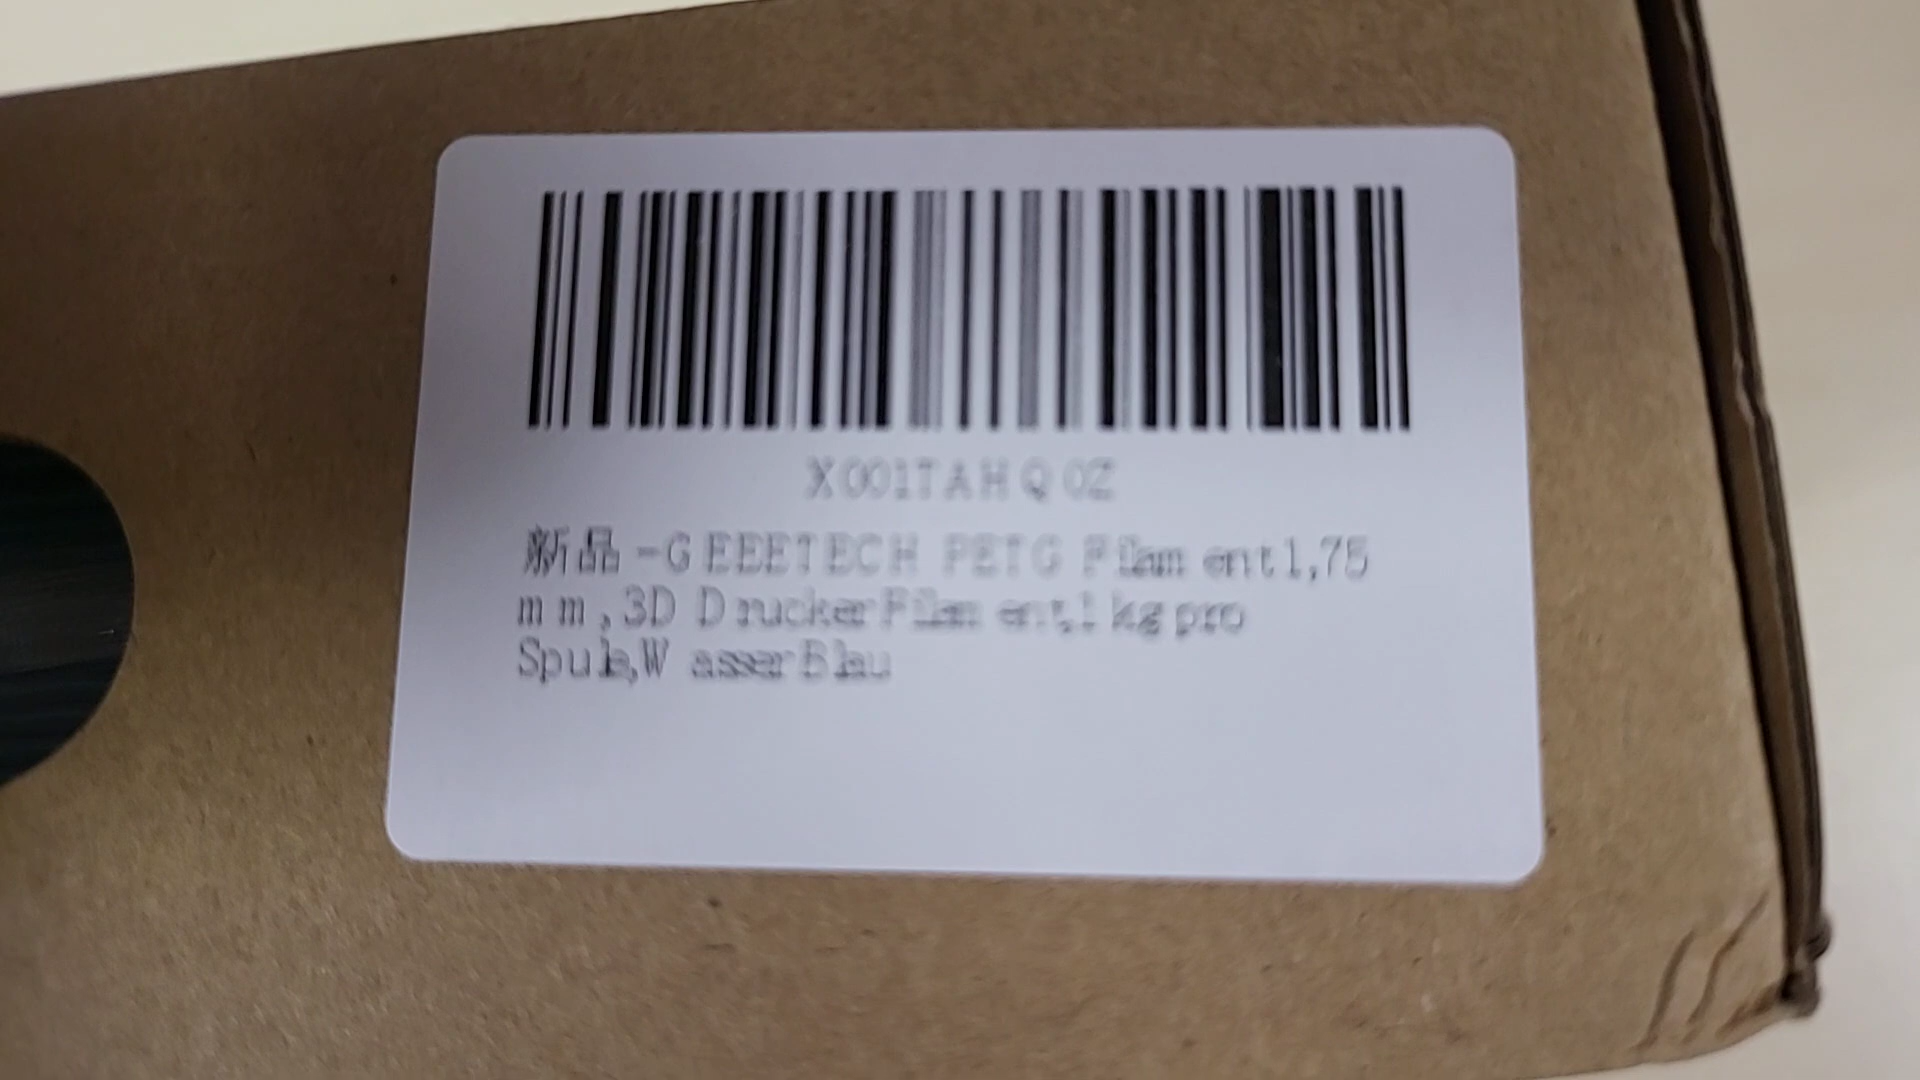 X001TAHQ0Z
新品 -GEEETECH PETG Filament 1,75
mm, 3D Drucker Filament, 1 kg pro
Spule, Wasser Blau